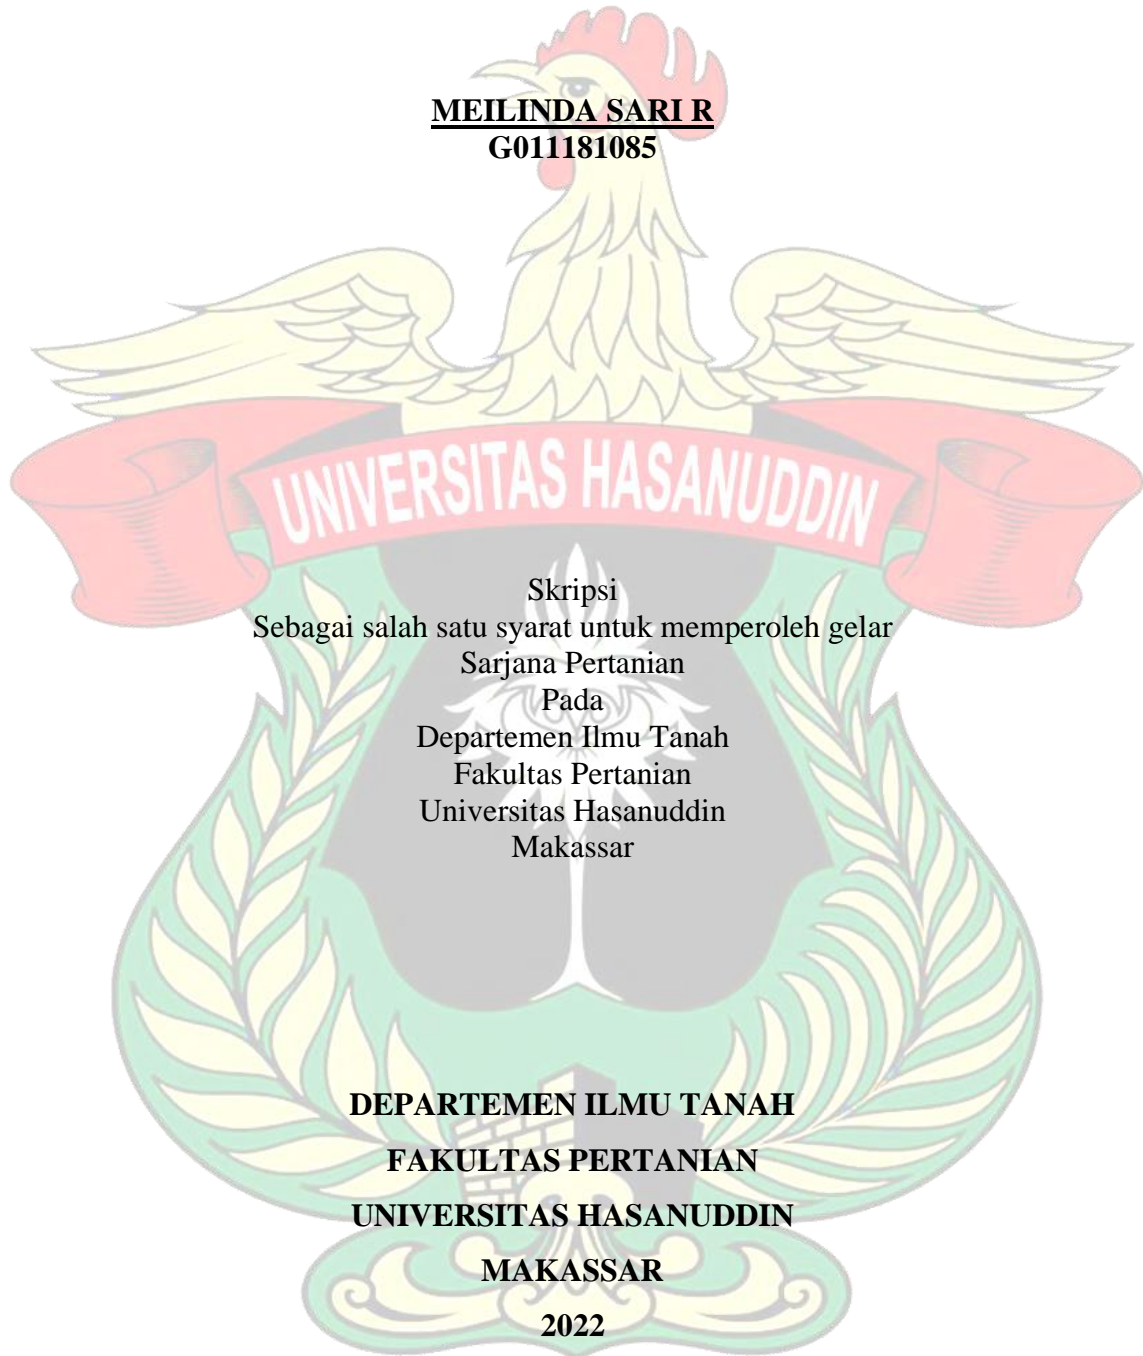 MEILINDA SARI R
G011181085
UNIVERSITAS HASANUDDIN
Skripsi
Sebagai salah satu syarat untuk memperoleh gelar
Sarjana Pertanian
Pada
Departemen Ilmu Tanah
Fakultas Pertanian
Universitas Hasanuddin
Makassar
DEPARTEMEN ILMU TANAH
FAKULTAS PERTANIAN
UNIVERSITAS HASANUDDIN
MAKASSAR
2022